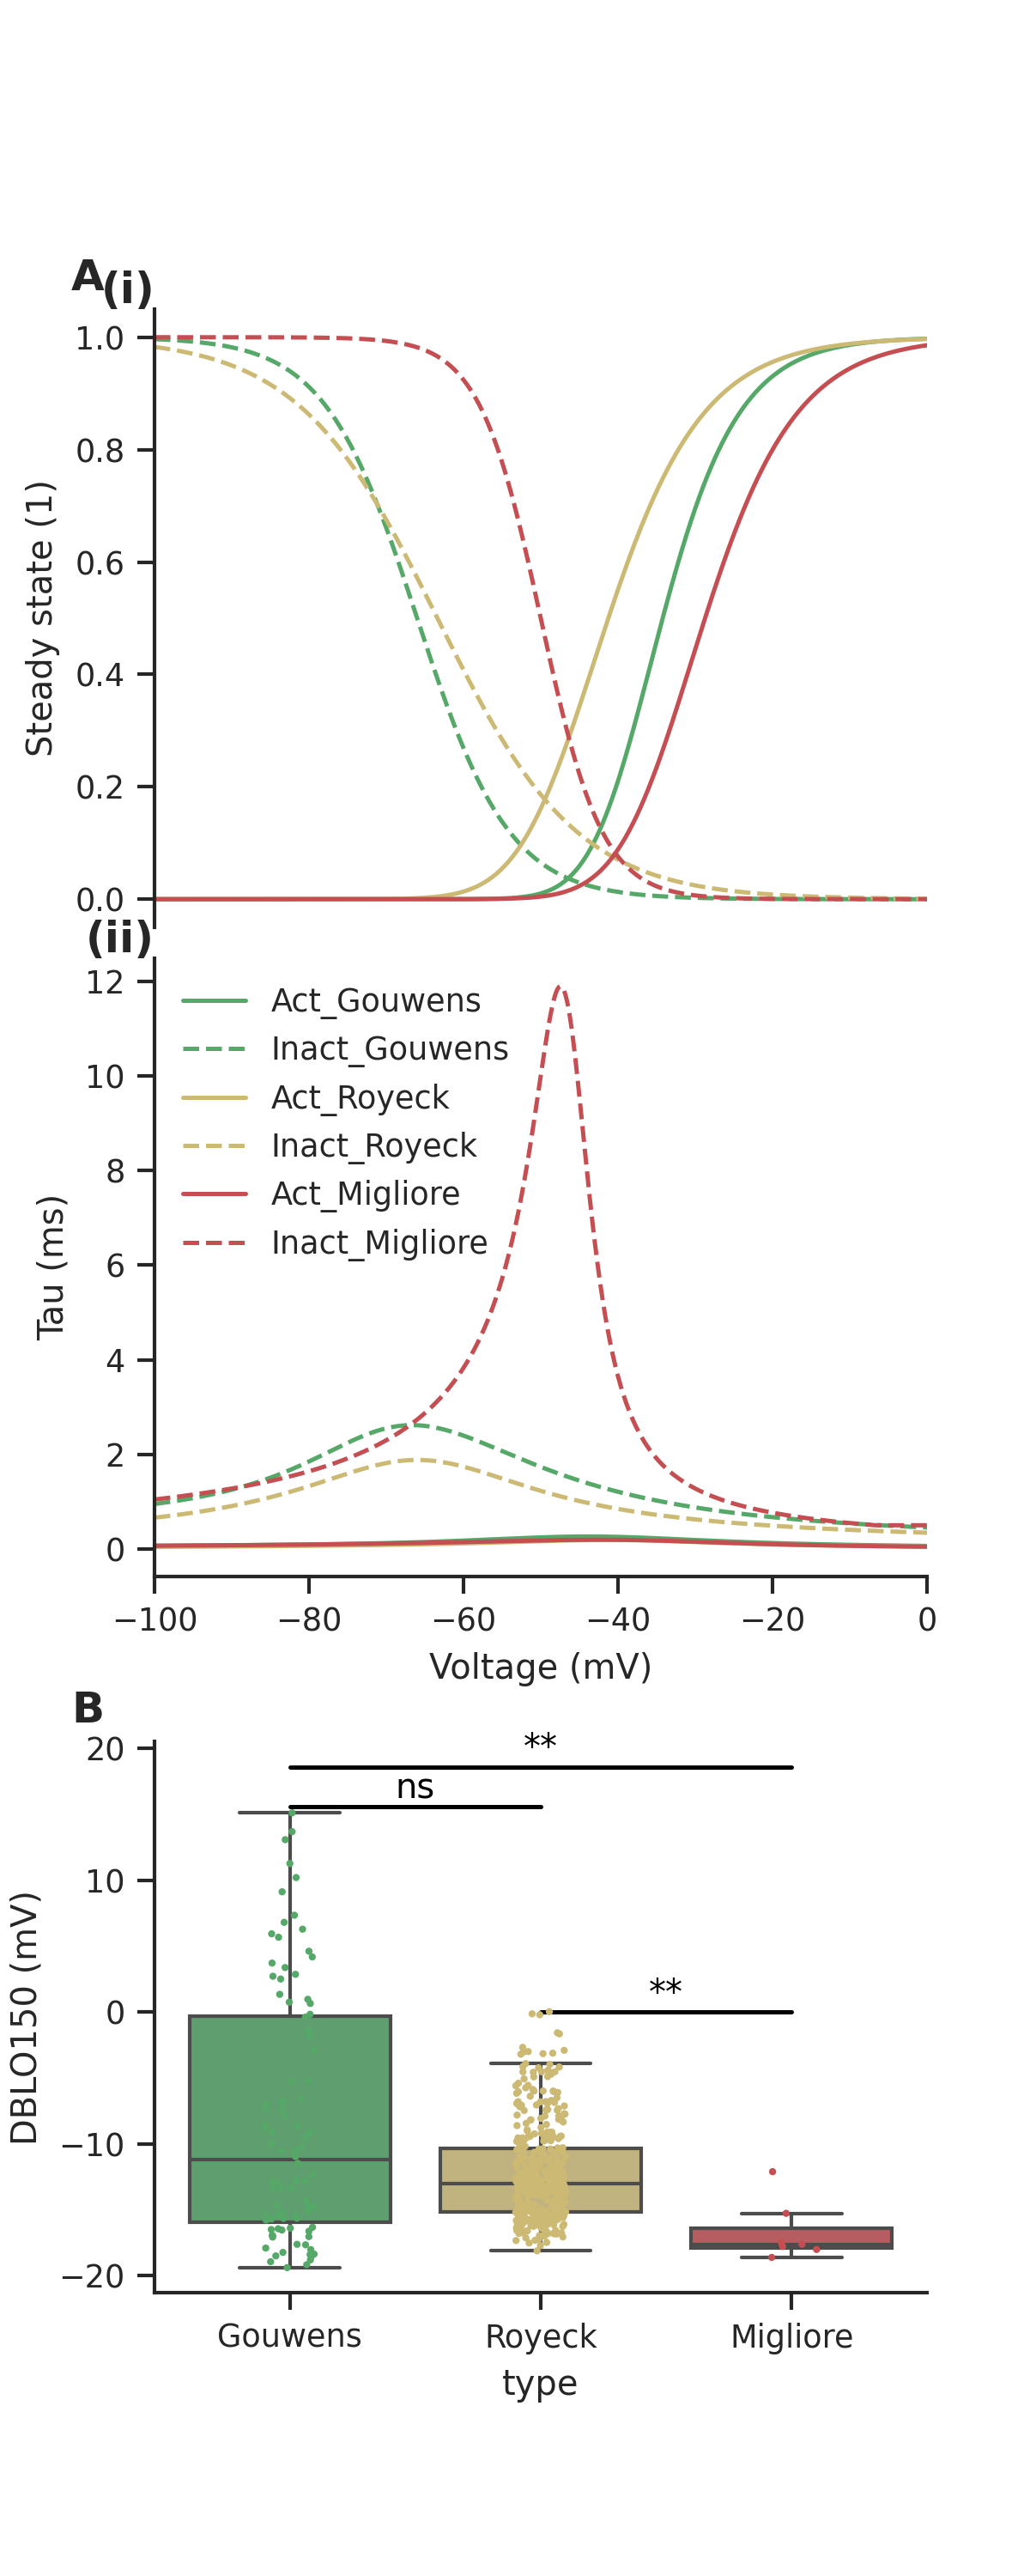 A
(i)
1.0
0.8
0.6
0.4
0.2
0.0
Steady state (1)
(ii)
12
10
8
6
4
2
0
Tau (ms)
Act_Gouwens
Inact_Gouwens
Act_Royeck
Inact_Royeck
Act_Migliore
Inact_Migliore
−100 −80 −60 −40 −20 0
Voltage (mV)
B
20
10
0
−10
−20
DBLO150 (mV)
**
ns
**
Gouwens Royeck Migliore
type